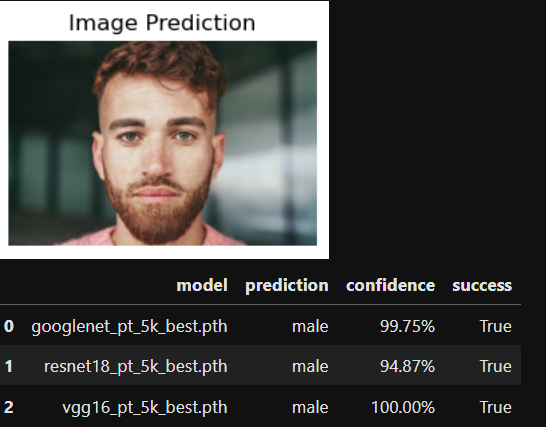 Image Prediction
model prediction confidence success
0 googlenet_pt_5k_best.pth male 99.75% True
1 resnet18_pt_5k_best.pth male 94.87% True
2 vgg16_pt_5k_best.pth male 100.00% True